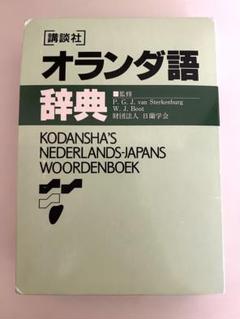 講談社
オランダ語
辞典
■監修
P. G. J. van Sterkenburg
W. J. Boot
財団法人 日蘭学会
KODANSHA'S
NEDERLANDS-JAPANS
WOORDENBOEK